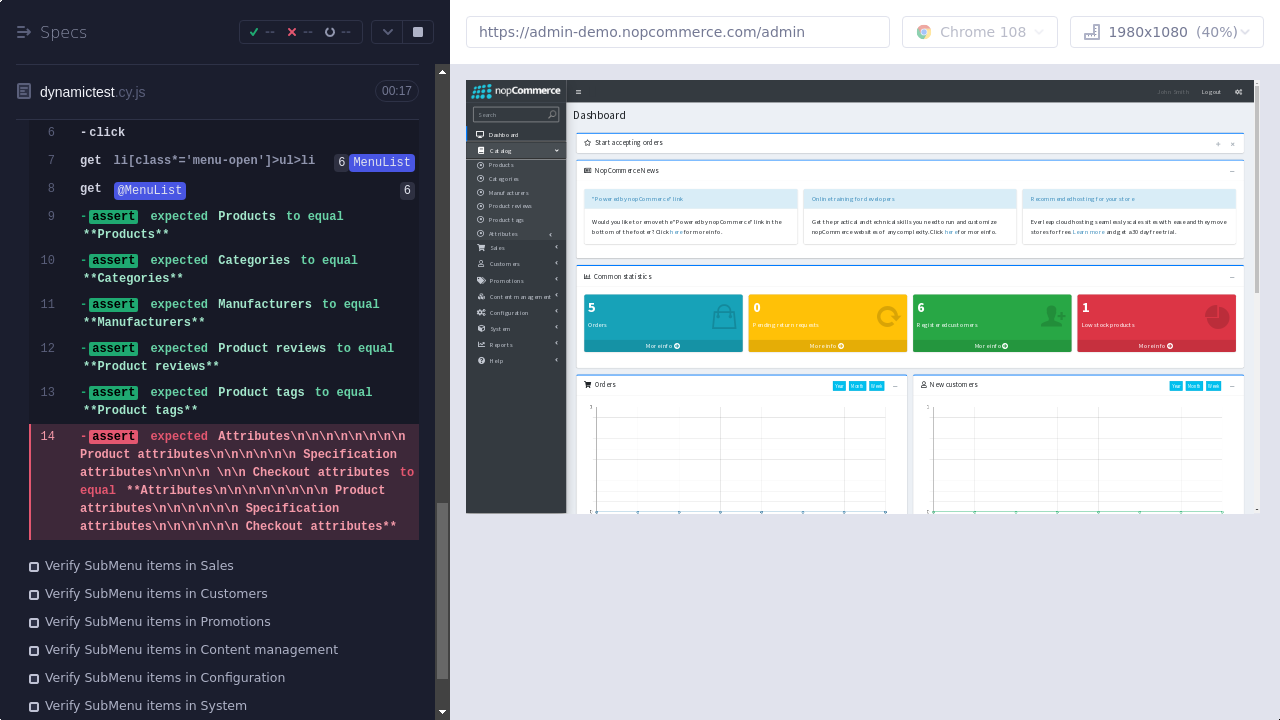 Specs
-- -- --
https://admin-demo.nopcommerce.com/admin
Chrome 108
1980x1080 (40%)
dynamictest.cy.js
00:17
6 -click
7 get li[class*='menu-open']>ul>li 6 MenuList
8 get @MenuList 6
9 -assert expected Products to equal
**Products**
10 -assert expected Categories to equal
**Categories**
11 -assert expected Manufacturers to equal
**Manufacturers**
12 -assert expected Product reviews to equal
**Product reviews**
13 -assert expected Product tags to equal
**Product tags**
14 -assert expected Attributes\n\n\n\n\n\n\n\n
Product attributes\n\n\n\n\n\n Specification
attributes\n\n\n\n \n\n Checkout attributes to
equal **Attributes\n\n\n\n\n\n\n\n Product
attributes\n\n\n\n\n\n Specification
attributes\n\n\n\n\n\n Checkout attributes**
Verify SubMenu items in Sales
Verify SubMenu items in Customers
Verify SubMenu items in Promotions
Verify SubMenu items in Content management
Verify SubMenu items in Configuration
Verify SubMenu items in System
nopCommerce
John Smith Logout
Search
Dashboard
Catalog
Products
Categories
Manufacturers
Product reviews
Product tags
Attributes
Sales
Customers
Promotions
Content management
Configuration
System
Reports
Help
Dashboard
Start accepting orders
nopCommerce News
"Powered by nopCommerce" link
Would you like to remove the "Powered by nopCommerce" link in the
bottom of the footer? Click here for more info.
Online training for developers
Get the practical and technical skills you need to run and customize
nopCommerce websites of any complexity. Click here for more info.
Recommended hosting for your store
Everleap cloud hosting seamlessly scales sites with ease and they move
stores for free. Learn more and get a 30 day free trial.
Common statistics
5
Orders
More info
0
Pending return requests
More info
6
Registered customers
More info
1
Low stock products
More info
Orders
Year Month Week
New customers
Year Month Week